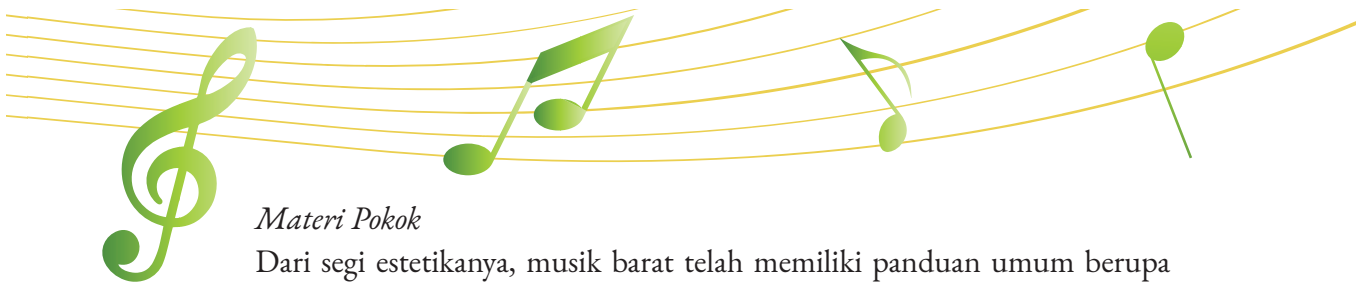 Materi Pokok
Dari segi estetikanya, musik barat telah memiliki panduan umum berupa